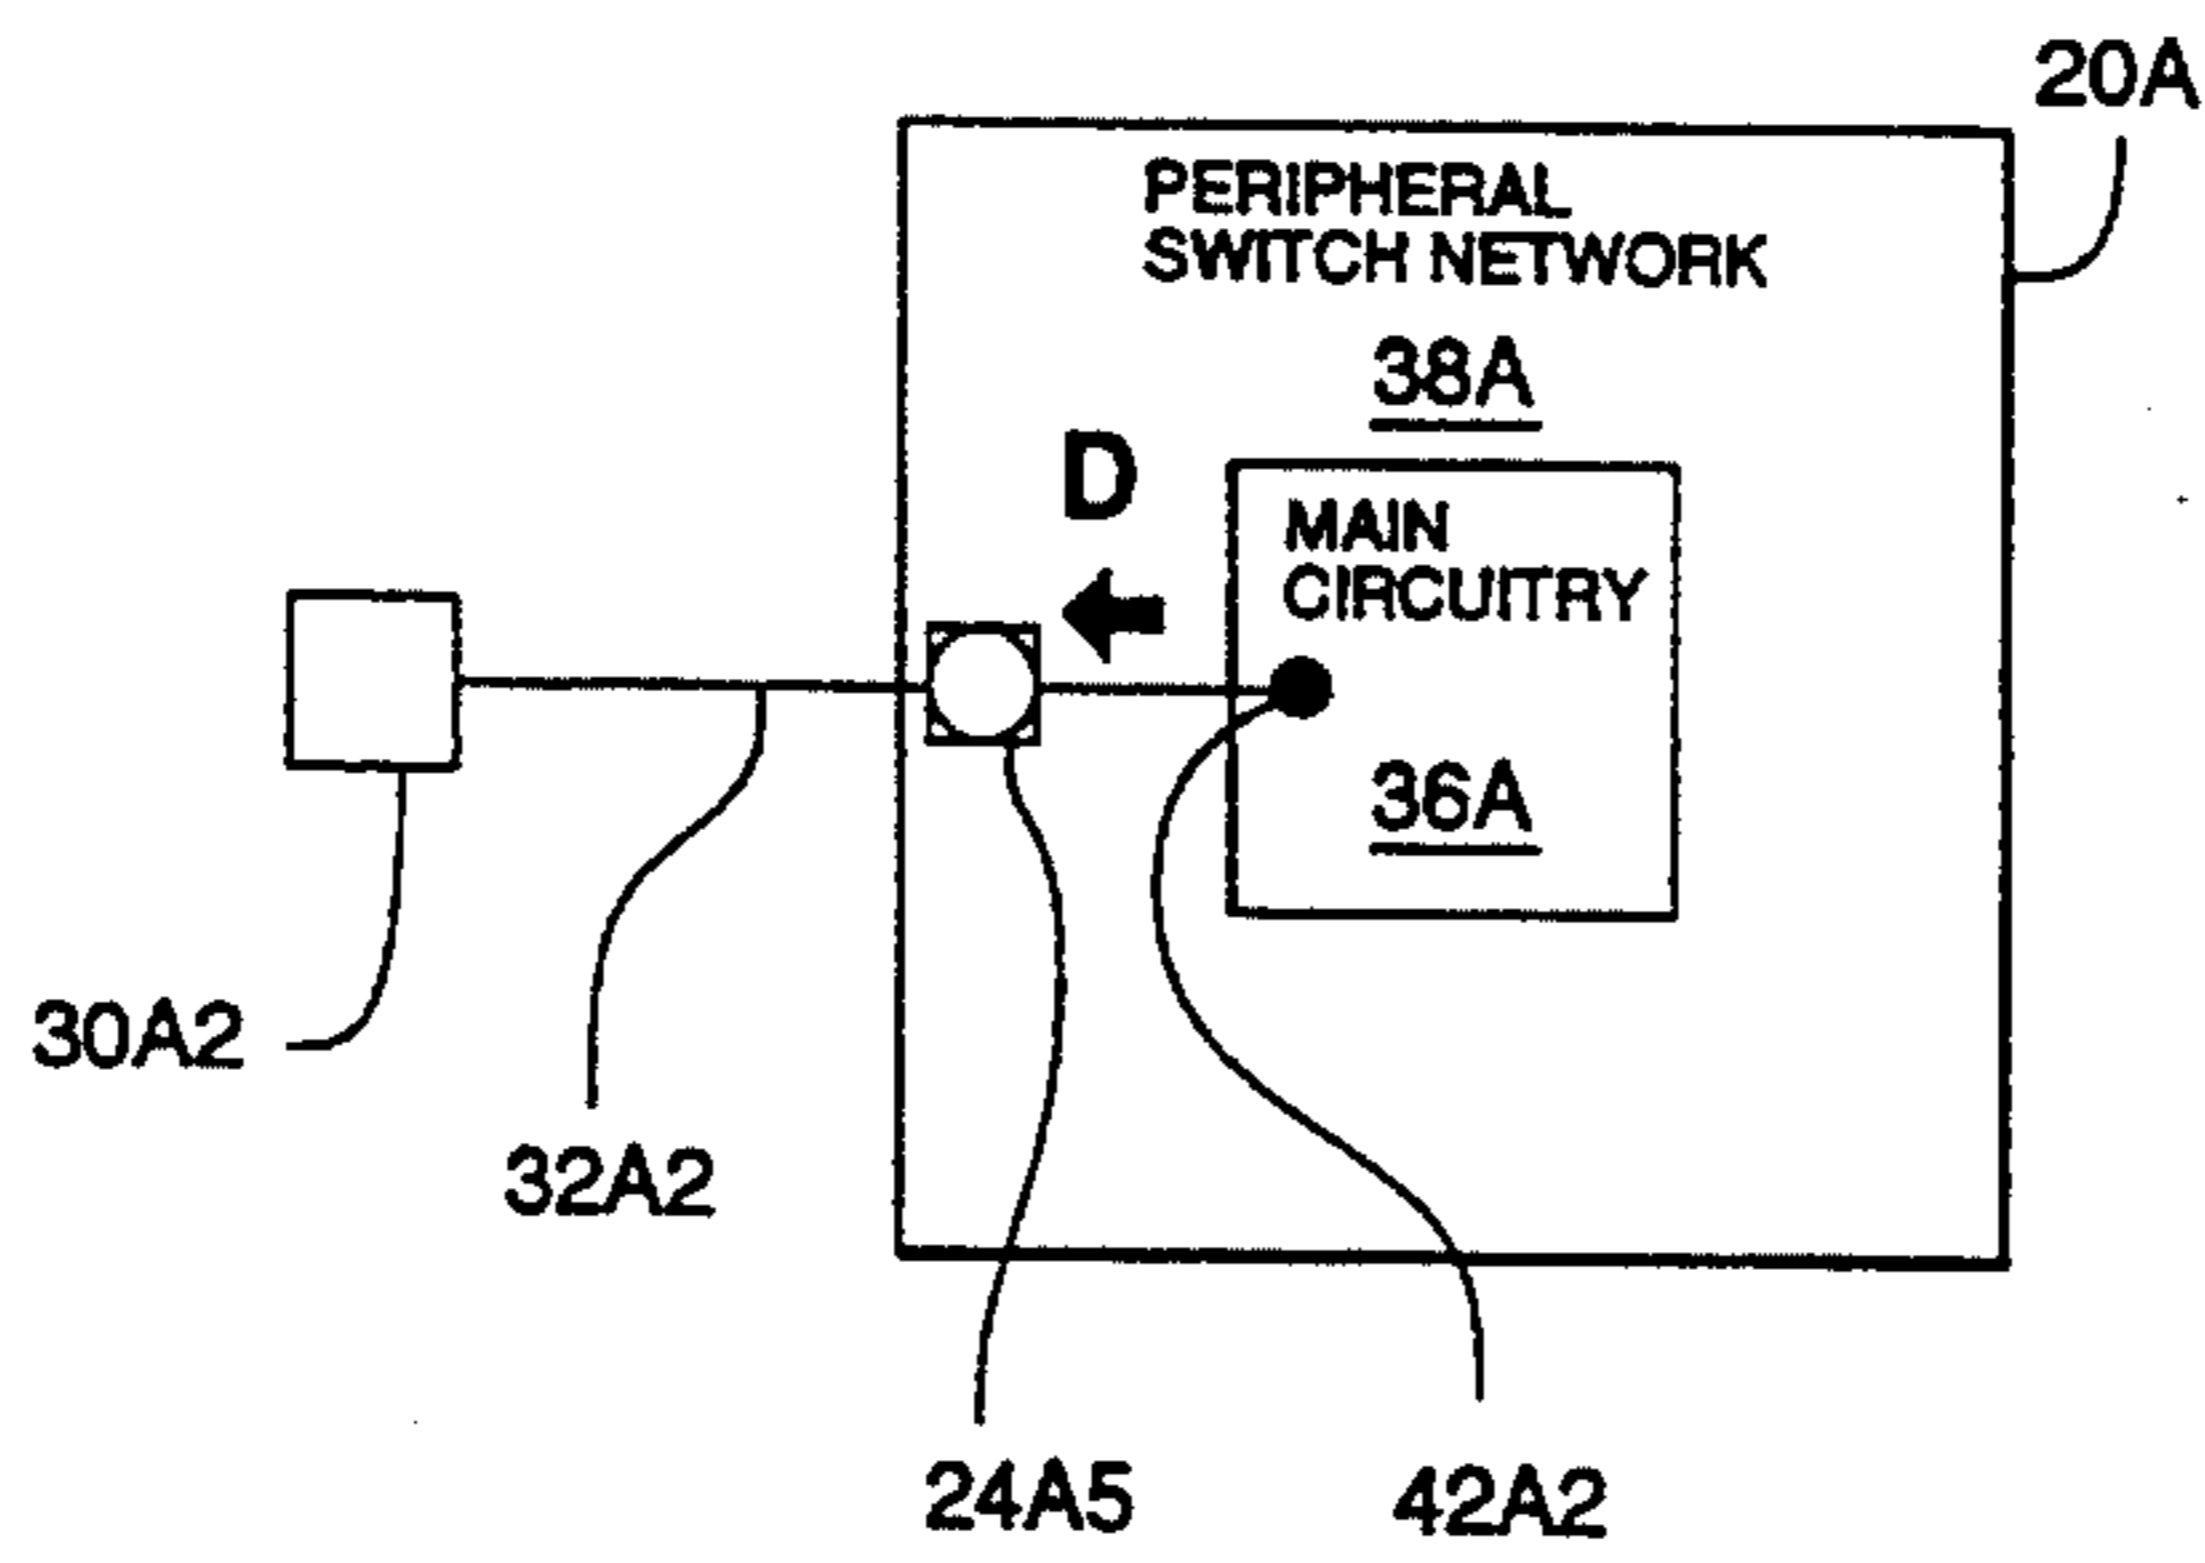 20A
PERIPHERAL
SWITCH NETWORK
38A
D
MAIN
CIRCUITRY
36A
30A2
32A2
24A5
42A2